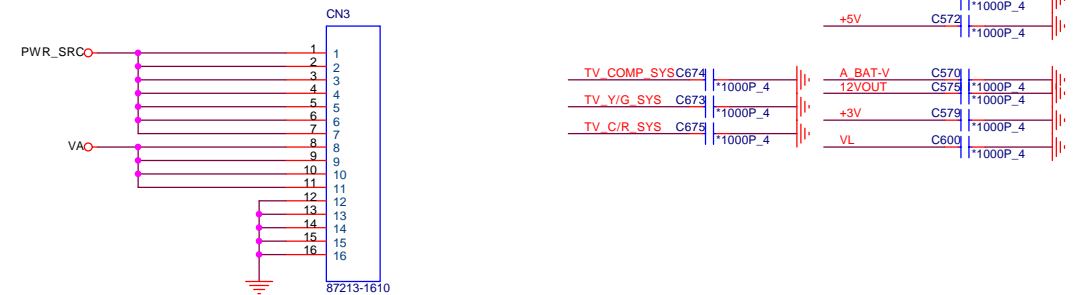 CN3
PWR_SRC
1 1
2 2
3 3
4 4
5 5
6 6
7 7
VA
8 8
9 9
10 10
11 11
12 12
13 13
14 14
15 15
16 16
87213-1610
TV_COMP_SYS C674
*1000P_4
TV_Y/G_SYS C673
*1000P_4
TV_C/R_SYS C675
*1000P_4
*1000P_4
+5V C572
*1000P_4
A_BAT-V C570
*1000P_4
12VOUT C575
*1000P_4
+3V C579
*1000P_4
VL C600
*1000P_4